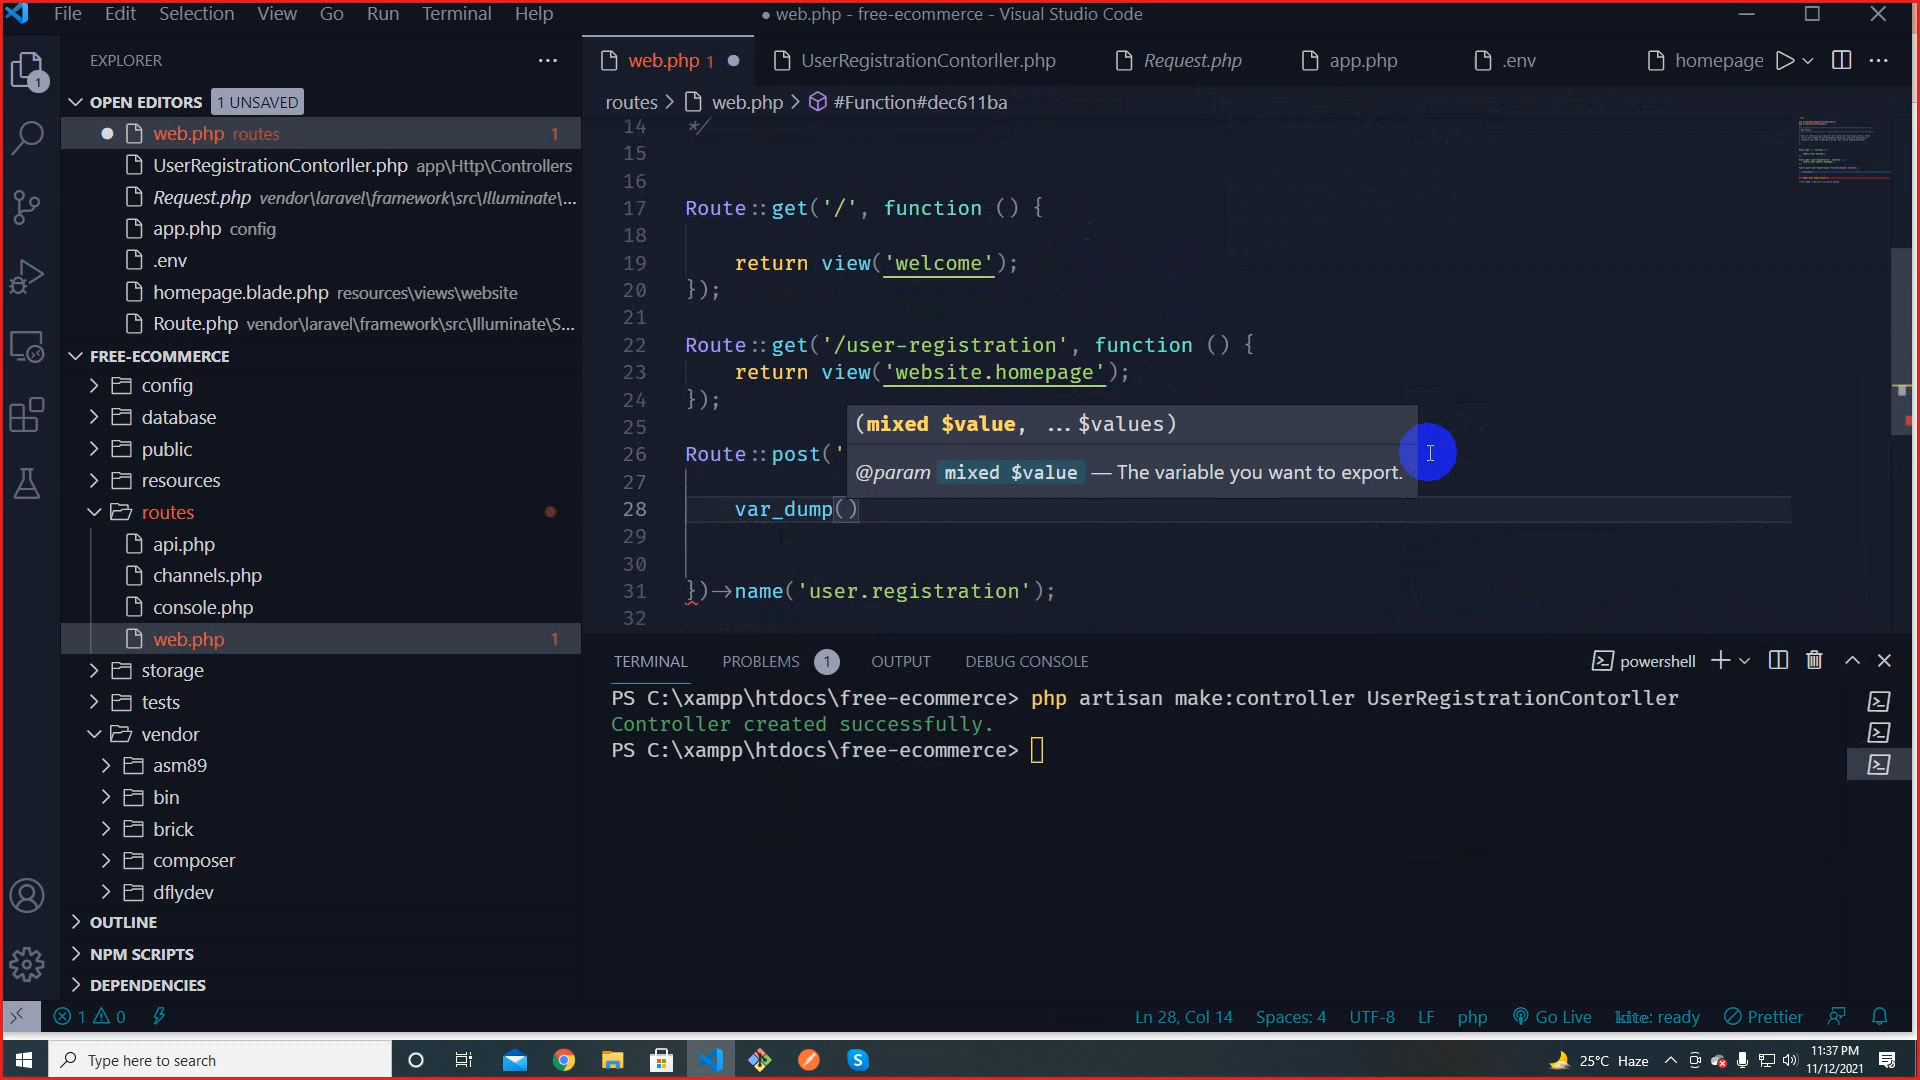 File Edit Selection View Go Run Terminal Help
● web.php - free-ecommerce - Visual Studio Code
EXPLORER
1
OPEN EDITORS 1 UNSAVED
web.php routes 1
UserRegistrationContorller.php app\Http\Controllers
Request.php vendor\laravel\framework\src\Illuminate\...
app.php config
.env
homepage.blade.php resources\views\website
Route.php vendor\laravel\framework\src\Illuminate\S...
FREE-ECOMMERCE
config
database
public
resources
routes
api.php
channels.php
console.php
web.php 1
storage
tests
vendor
asm89
bin
brick
composer
dflydev
OUTLINE
NPM SCRIPTS
DEPENDENCIES
web.php 1 UserRegistrationContorller.php Request.php app.php .env homepage
routes > web.php > #Function#dec611ba
14 */
15
16
17 Route::get('/', function () {
18
19 return view('welcome');
20 });
21
22 Route::get('/user-registration', function () {
23 return view('website.homepage');
24 });
25
26 Route::post('
27
28 var_dump()
29
30
31 })->name('user.registration');
32
(mixed $value, ...$values)
@param mixed $value — The variable you want to export.
TERMINAL PROBLEMS 1 OUTPUT DEBUG CONSOLE
powershell
PS C:\xampp\htdocs\free-ecommerce> php artisan make:controller UserRegistrationContorller
Controller created successfully.
PS C:\xampp\htdocs\free-ecommerce>
1 0
Ln 28, Col 14 Spaces: 4 UTF-8 LF php Go Live kite: ready Prettier
Type here to search
25°C Haze
11:37 PM
11/12/2021